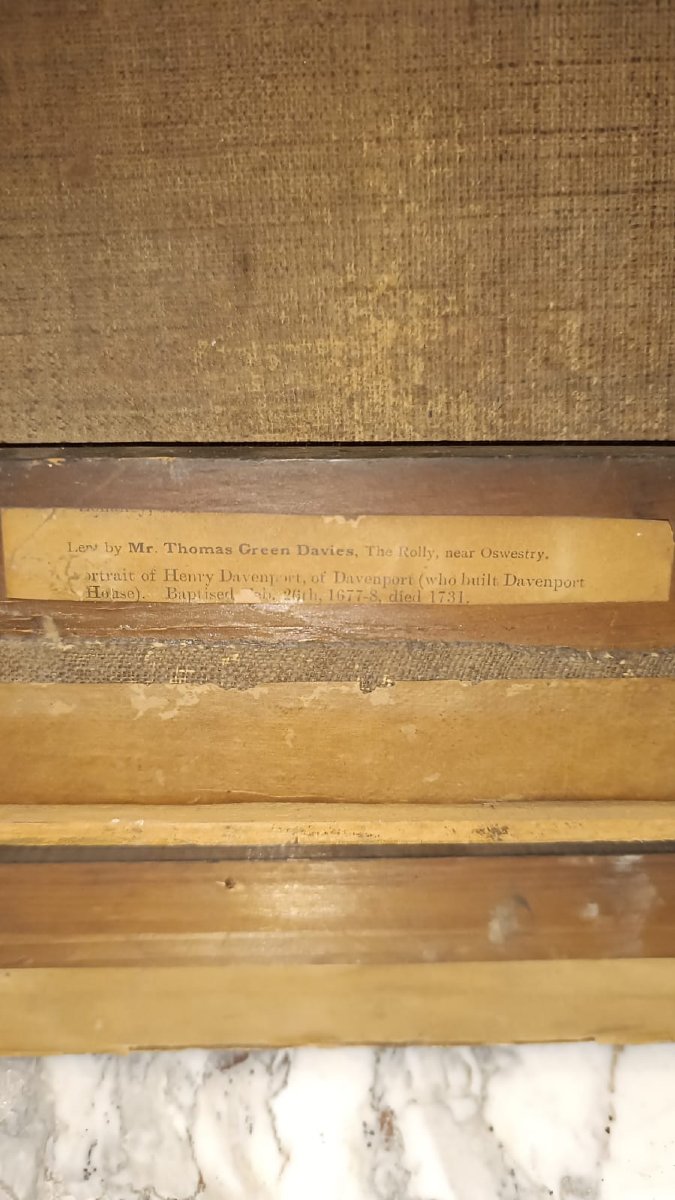 Lent by Mr. Thomas Green Davies, The Rolly, near Oswestry.
Portrait of Henry Davenport, of Davenport (who built Davenport
House). Baptised Feb. 26th, 1677-8, died 1731.